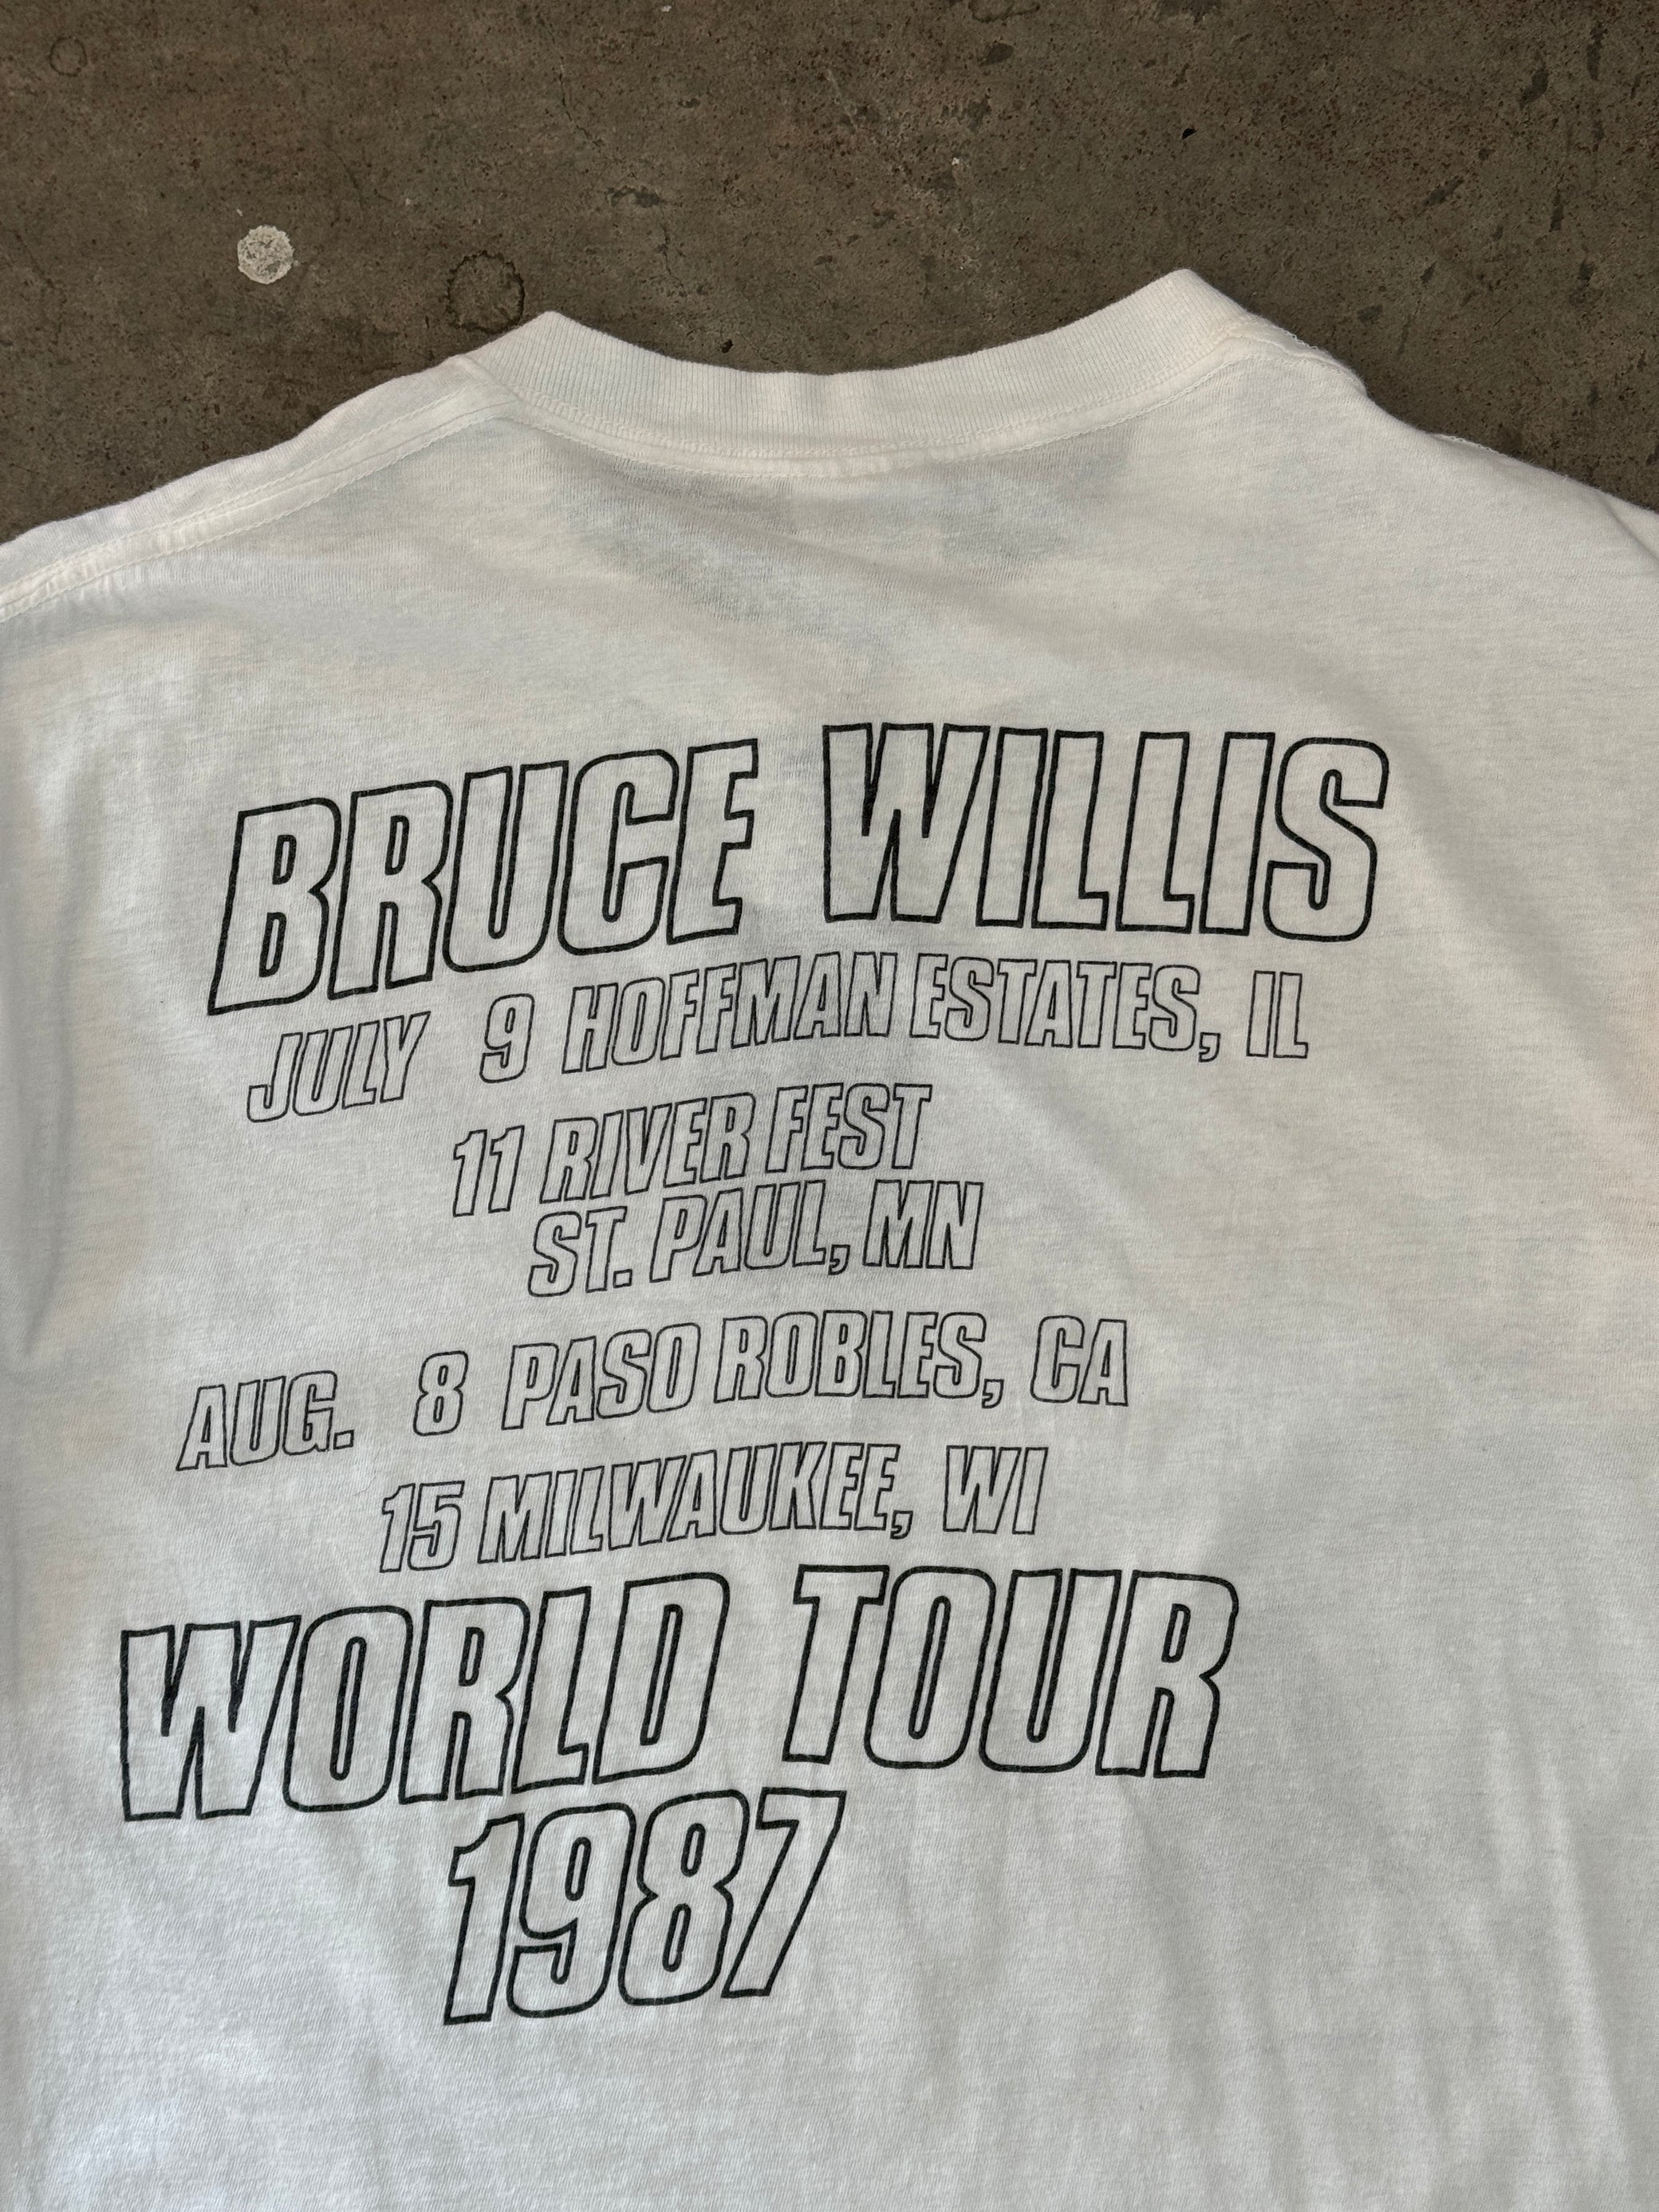 BRUCE WILLIS
JULY 9 HOFFMAN ESTATES, IL
11 RIVER FEST
ST. PAUL, MN
AUG. 8 PASO ROBLES, CA
15 MILWAUKEE, WI
WORLD TOUR
1987